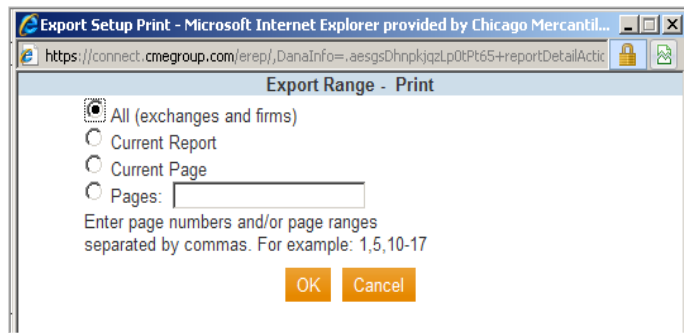 Export Setup Print - Microsoft Internet Explorer provided by Chicago Mercantil...
https://connect.cmegroup.com/erep/,DanaInfo=.aesgsDhnpkjqzLp0tPt65+reportDetailActic
Export Range - Print
All (exchanges and firms)
Current Report
Current Page
Pages:
Enter page numbers and/or page ranges
separated by commas. For example: 1,5,10-17
OK Cancel